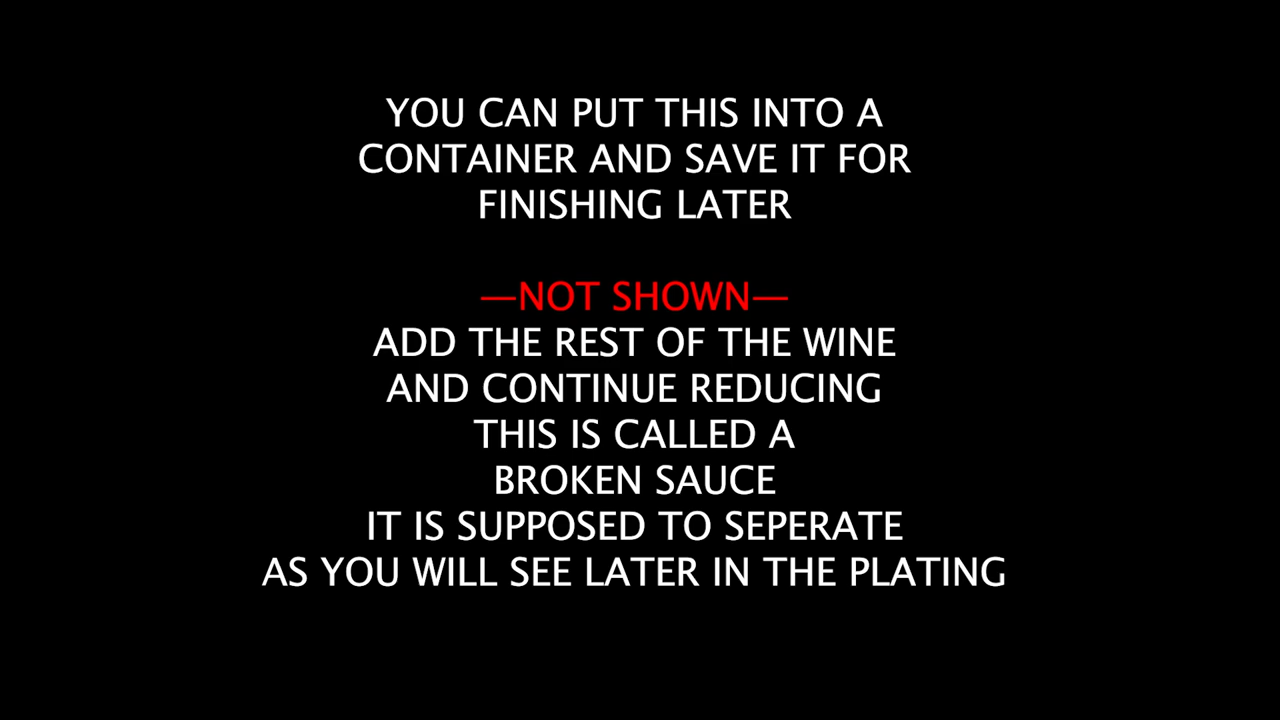 YOU CAN PUT THIS INTO A
CONTAINER AND SAVE IT FOR
FINISHING LATER
—NOT SHOWN—
ADD THE REST OF THE WINE
AND CONTINUE REDUCING
THIS IS CALLED A
BROKEN SAUCE
IT IS SUPPOSED TO SEPERATE
AS YOU WILL SEE LATER IN THE PLATING